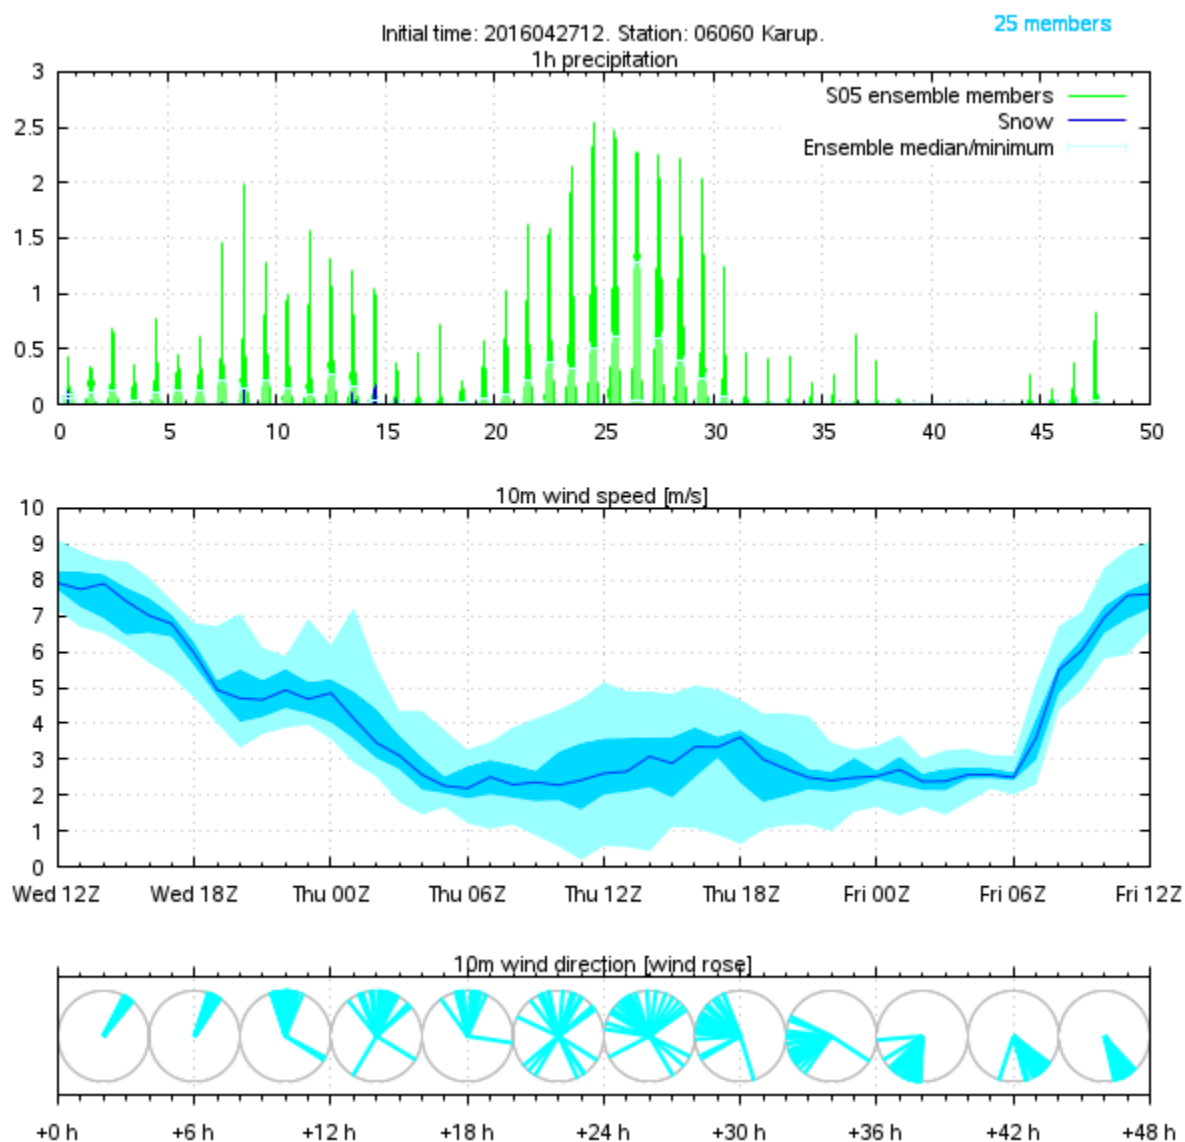 25 members
Initial time: 2016042712. Station: 06060 Karup.
1h precipitation
3
S05 ensemble members
2.5
Snow
Ensemble median/minimum
2
1.5
1
0.5
0
0 5 10 15 20 25 30 35 40 45 50
10m wind speed [m/s]
10
9
8
7
6
5
4
3
2
1
0
Wed 12Z Wed 18Z Thu 00Z Thu 06Z Thu 12Z Thu 18Z Fri 00Z Fri 06Z Fri 12Z
10m wind direction [wind rose]
+0 h +6 h +12 h +18 h +24 h +30 h +36 h +42 h +48 h